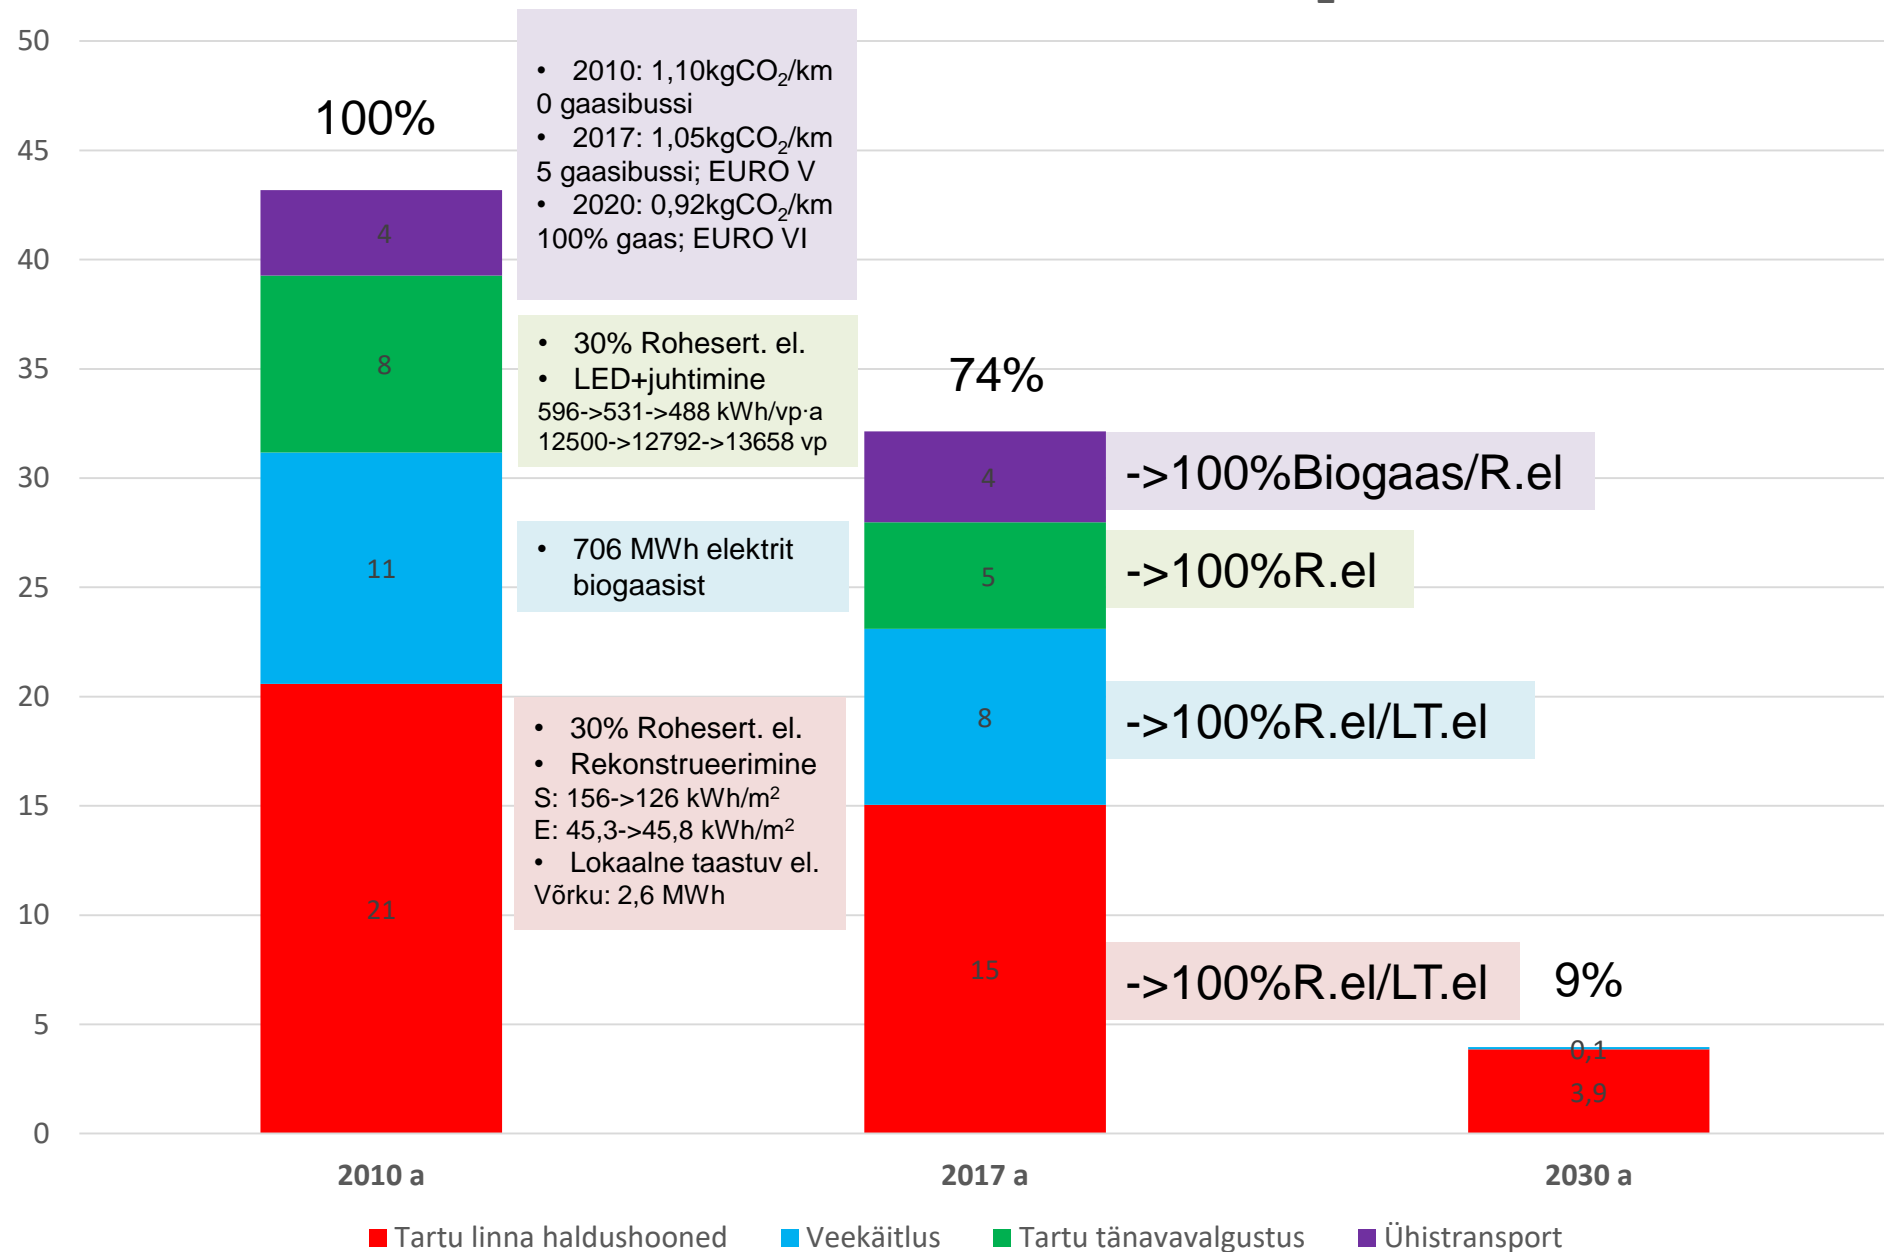 50
45
40
35
30
25
20
15
10
5
0
100%
4
8
11
21
• 2010: 1,10kgCO₂/km
0 gaasibussi
• 2017: 1,05kgCO₂/km
5 gaasibussi; EURO V
• 2020: 0,92kgCO₂/km
100% gaas; EURO VI
• 30% Rohesert. el.
• LED+juhtimine
596->531->488 kWh/vp·a
12500->12792->13658 vp
• 706 MWh elektrit
biogaasist
• 30% Rohesert. el.
• Rekonstrueerimine
S: 156->126 kWh/m²
E: 45,3->45,8 kWh/m²
• Lokaalne taastuv el.
Võrku: 2,6 MWh
74%
4
5
8
15
->100%Biogaas/R.el
->100%R.el
->100%R.el/LT.el
->100%R.el/LT.el
9%
0,1
3,9
2010 a
2017 a
2030 a
Tartu linna haldushooned
Veekäitlus
Tartu tänavavalgustus
Ühistransport